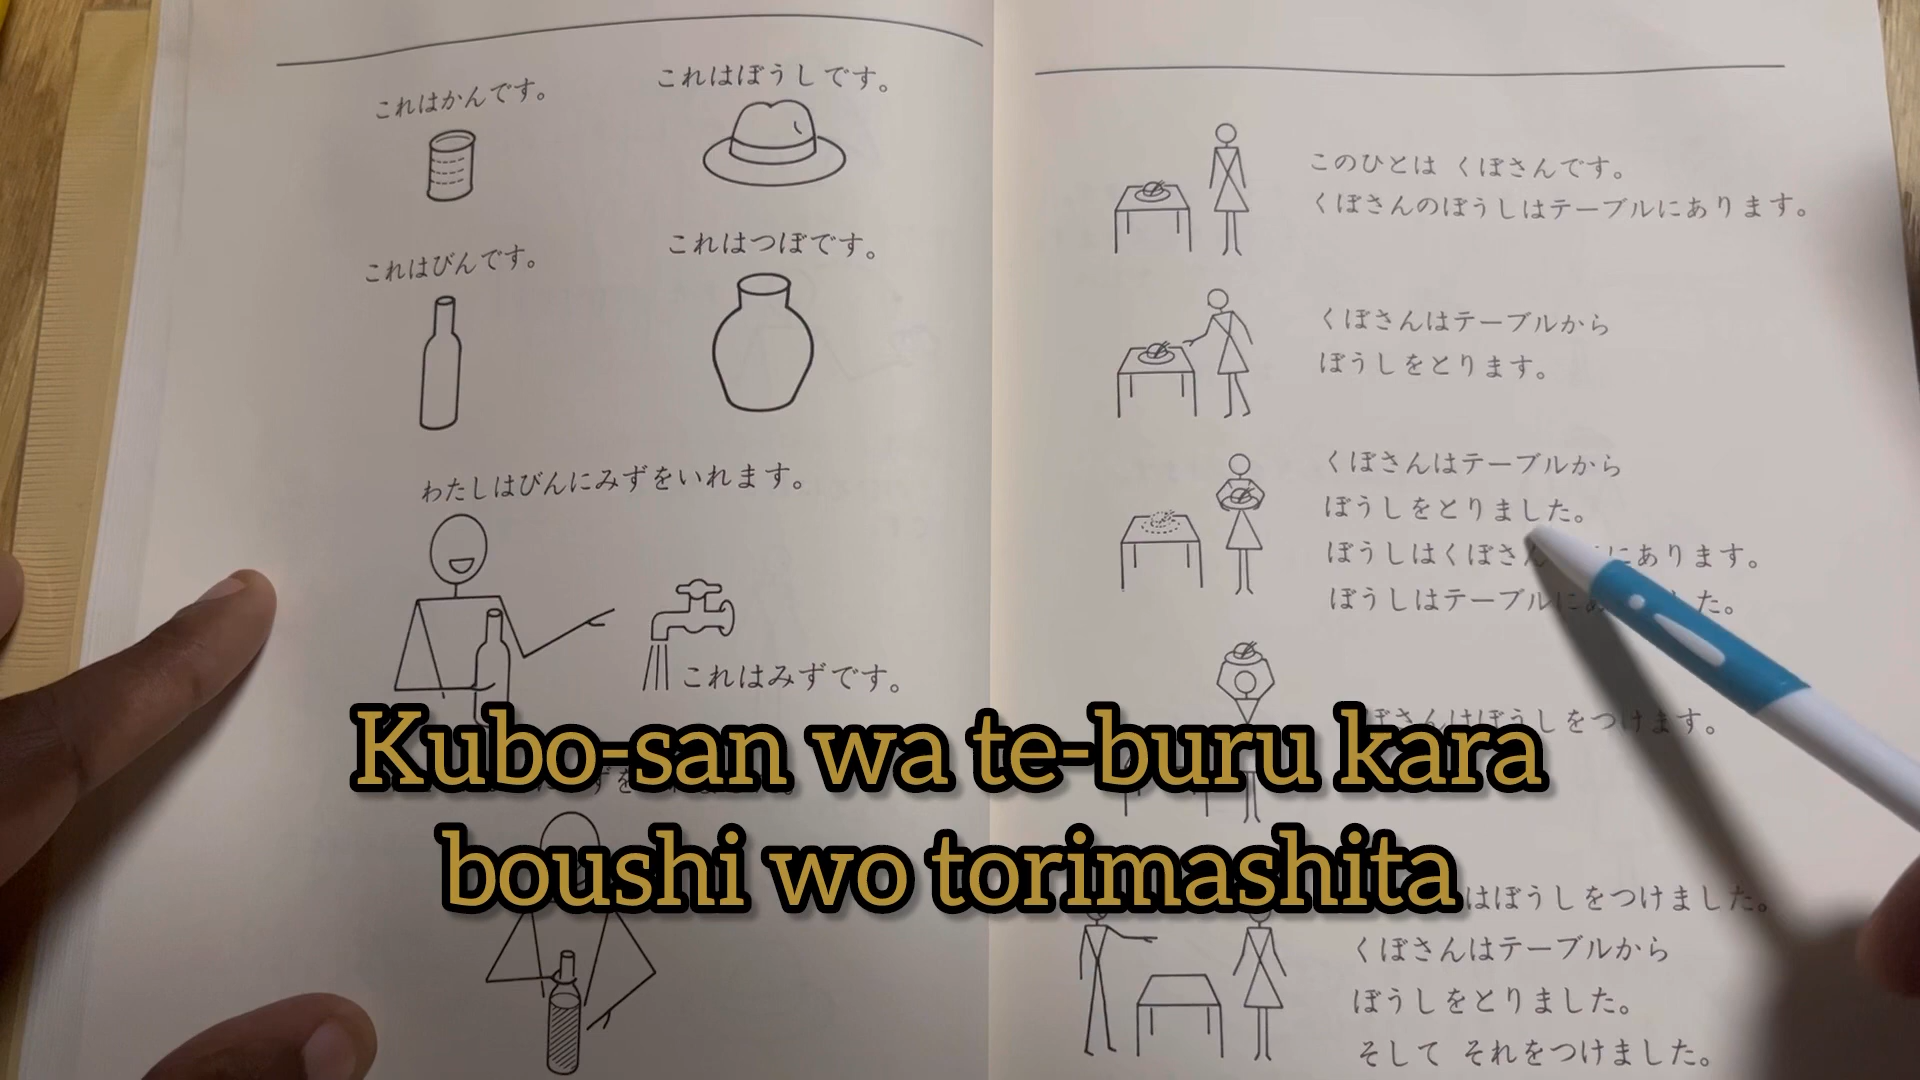 これはかんです。
これはぼうしです。
これはびんです。
これはつぼです。
わたしはびんにみずをいれます。
これはみずです。
このひとは くぼさんです。
くぼさんのぼうしはテーブルにあります。
くぼさんはテーブルから
ぼうしをとります。
くぼさんはテーブルから
ぼうしをとりました。
ぼうしはくぼさん にあります。
ぼうしはテーブルに た。
ぼさんはぼうしをつけます。
はぼうしをつけました。
くぼさんはテーブルから
ぼうしをとりました。
そして それをつけました。
Kubo-san wa te-buru kara
boushi wo torimashita